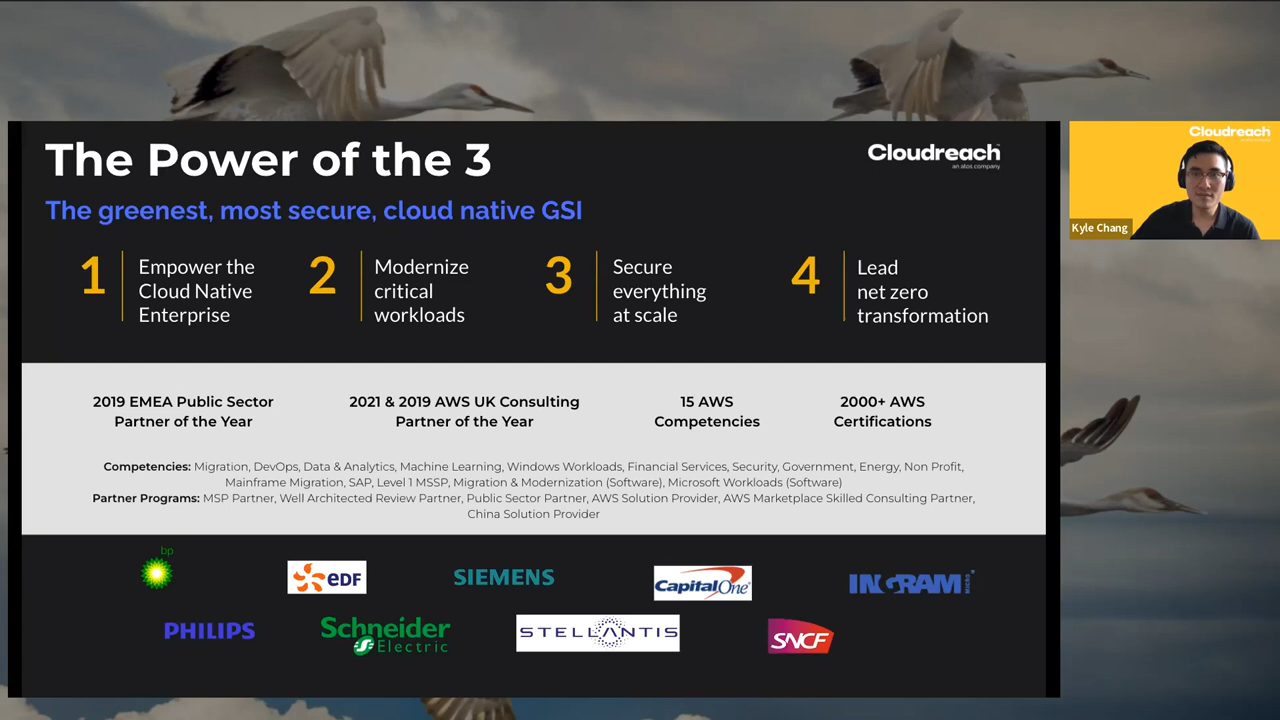 The Power of the 3
Cloudreach
an atos company
The greenest, most secure, cloud native GSI
1
Empower the
Cloud Native
Enterprise
2
Modernize
critical
workloads
3
Secure
everything
at scale
4
Lead
net zero
transformation
2019 EMEA Public Sector
Partner of the Year
2021 & 2019 AWS UK Consulting
Partner of the Year
15 AWS
Competencies
2000+ AWS
Certifications
Competencies: Migration, DevOps, Data & Analytics, Machine Learning, Windows Workloads, Financial Services, Security, Government, Energy, Non Profit,
Mainframe Migration, SAP, Level 1 MSSP, Migration & Modernization (Software), Microsoft Workloads (Software)
Partner Programs: MSP Partner, Well Architected Review Partner, Public Sector Partner, AWS Solution Provider, AWS Marketplace Skilled Consulting Partner,
China Solution Provider
bp
eDF
SIEMENS
CapitalOne
INGRAM MICRO
PHILIPS
Schneider
Electric
STELLANTIS
SNCF
Cloudreach
an atos company
Kyle Chang